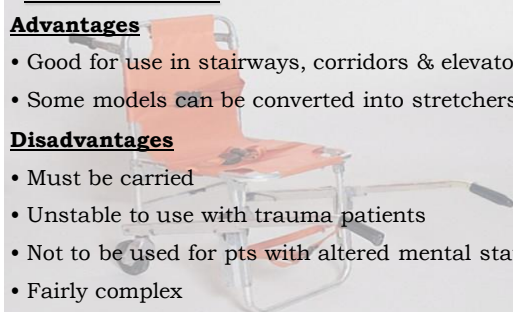 Advantages
• Good for use in stairways, corridors & elevato
• Some models can be converted into stretchers
Disadvantages
• Must be carried
• Unstable to use with trauma patients
• Not to be used for pts with altered mental sta
• Fairly complex